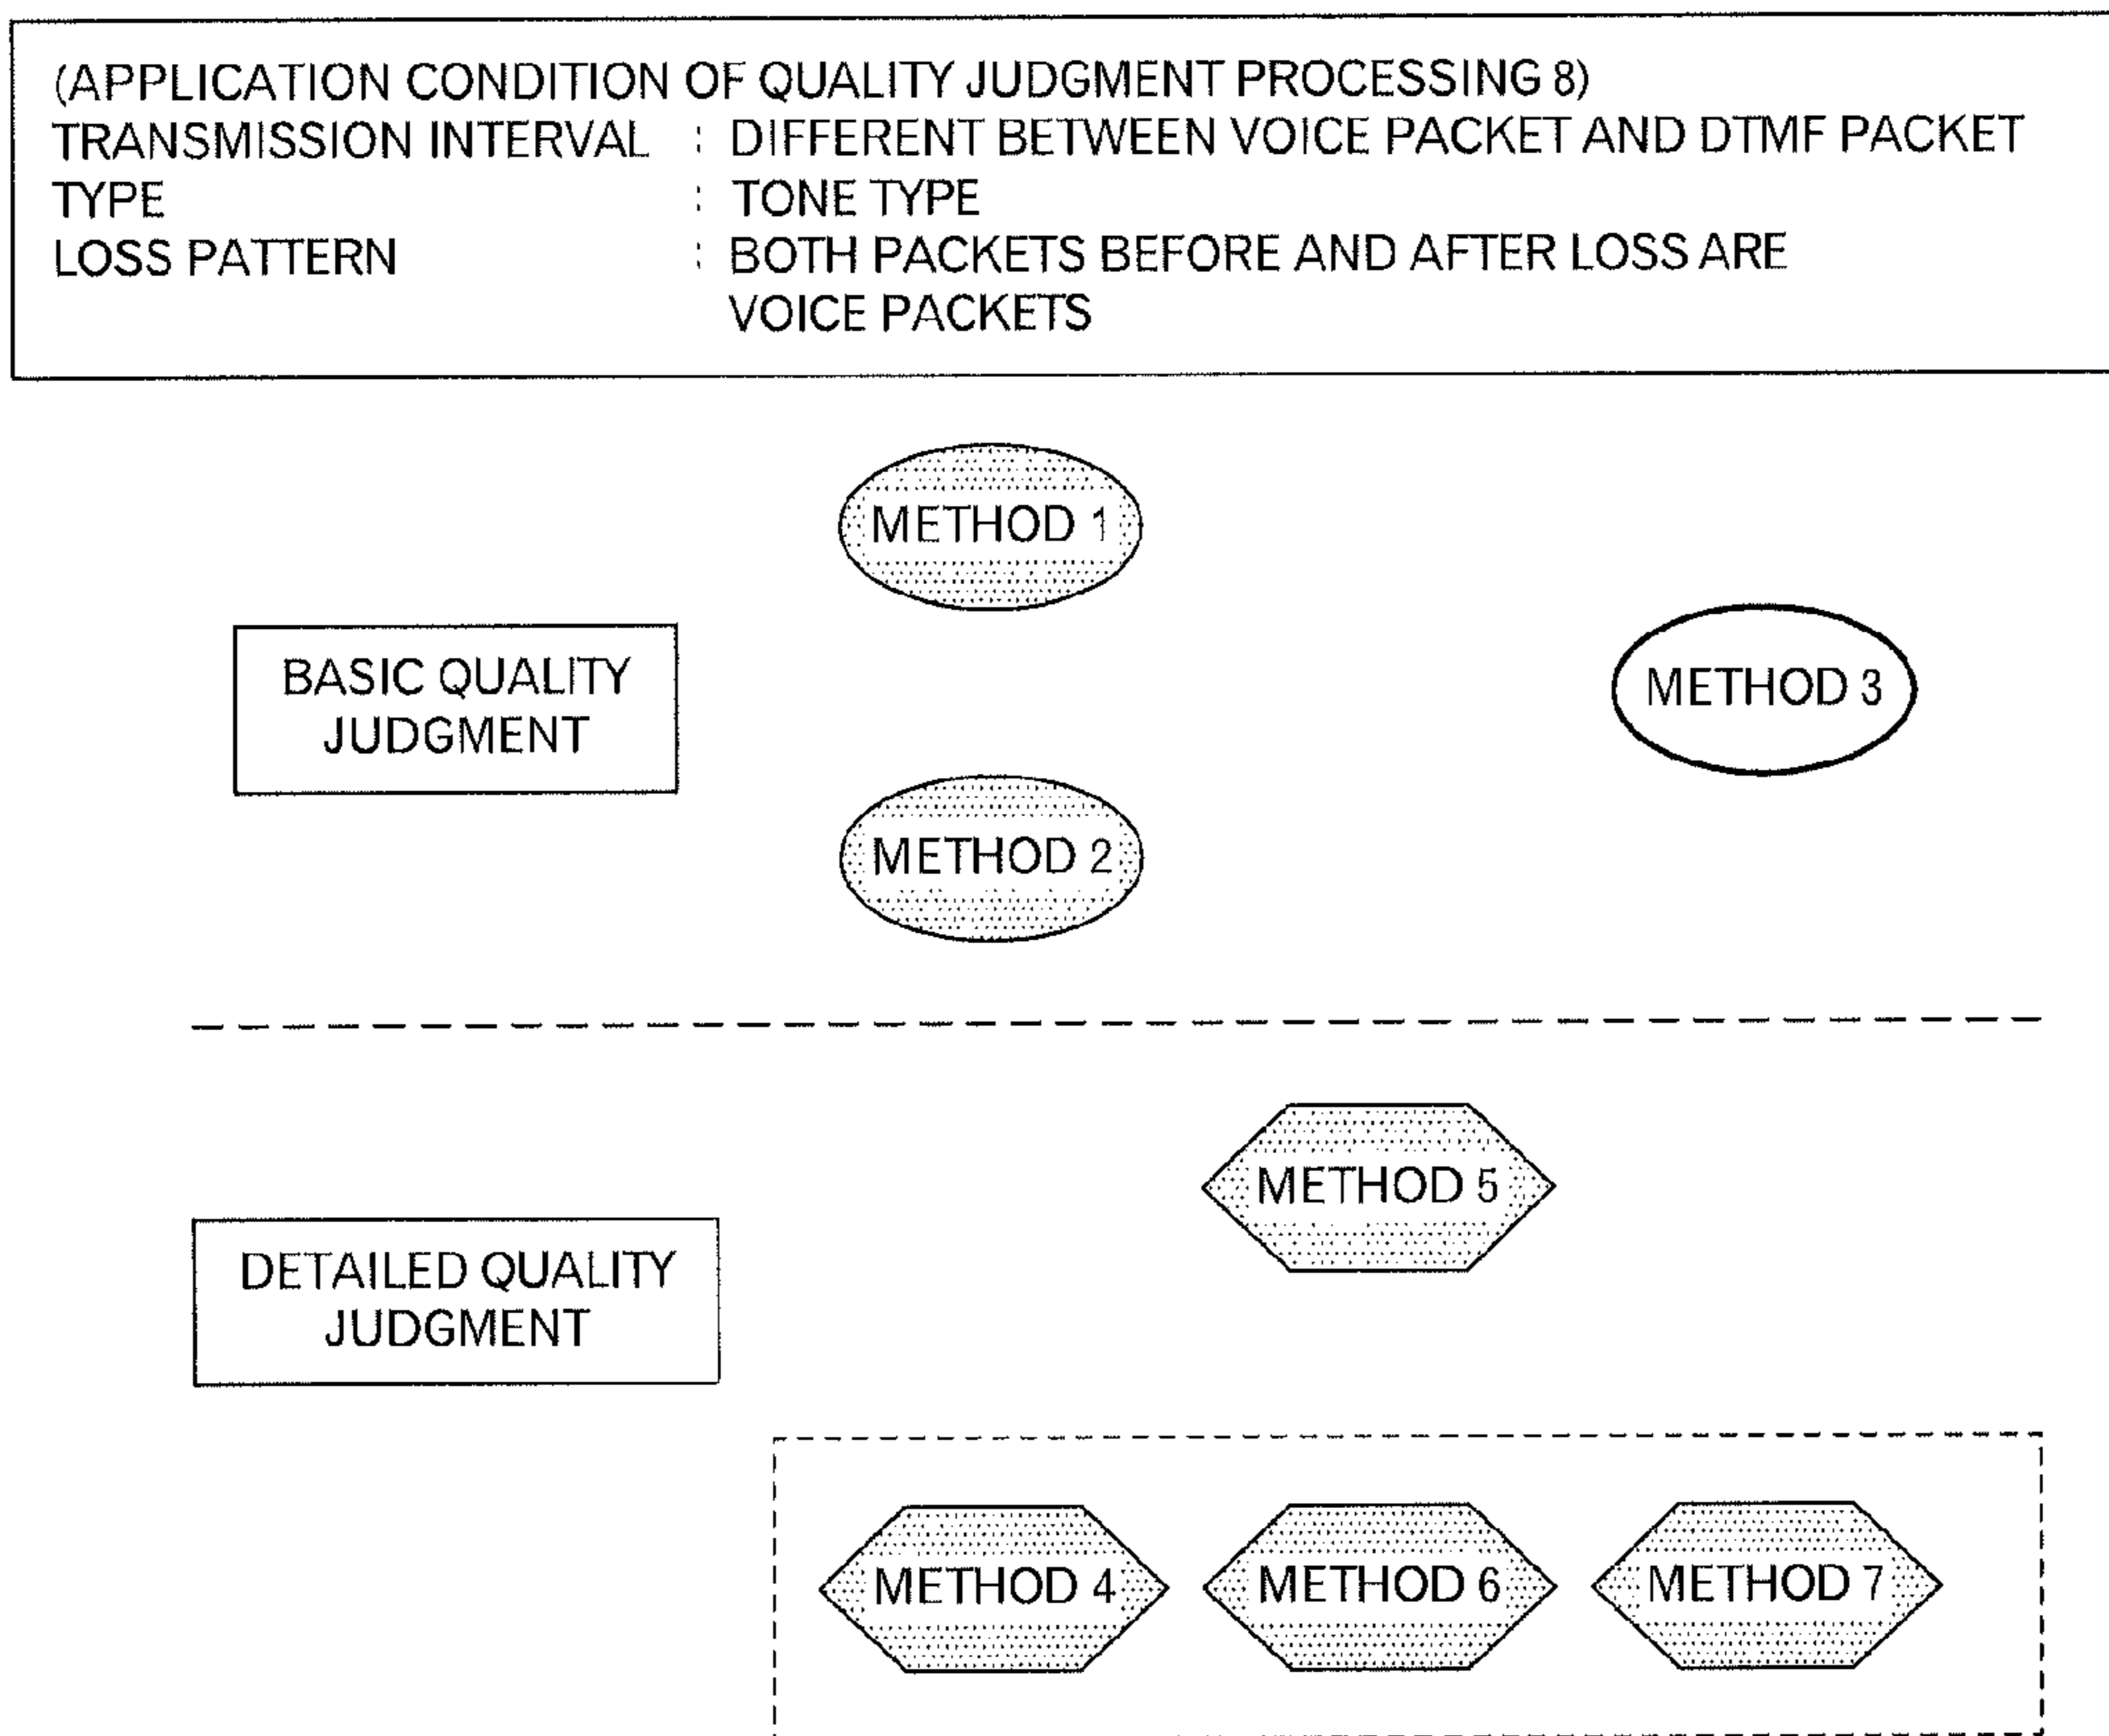 (APPLICATION CONDITION OF QUALITY JUDGMENT PROCESSING 8)
TRANSMISSION INTERVAL : DIFFERENT BETWEEN VOICE PACKET AND DTMF PACKET
TYPE : TONE TYPE
LOSS PATTERN : BOTH PACKETS BEFORE AND AFTER LOSS ARE
VOICE PACKETS
METHOD 1
BASIC QUALITY
JUDGMENT
METHOD 3
METHOD 2
METHOD 5
DETAILED QUALITY
JUDGMENT
METHOD 4
METHOD 6
METHOD 7